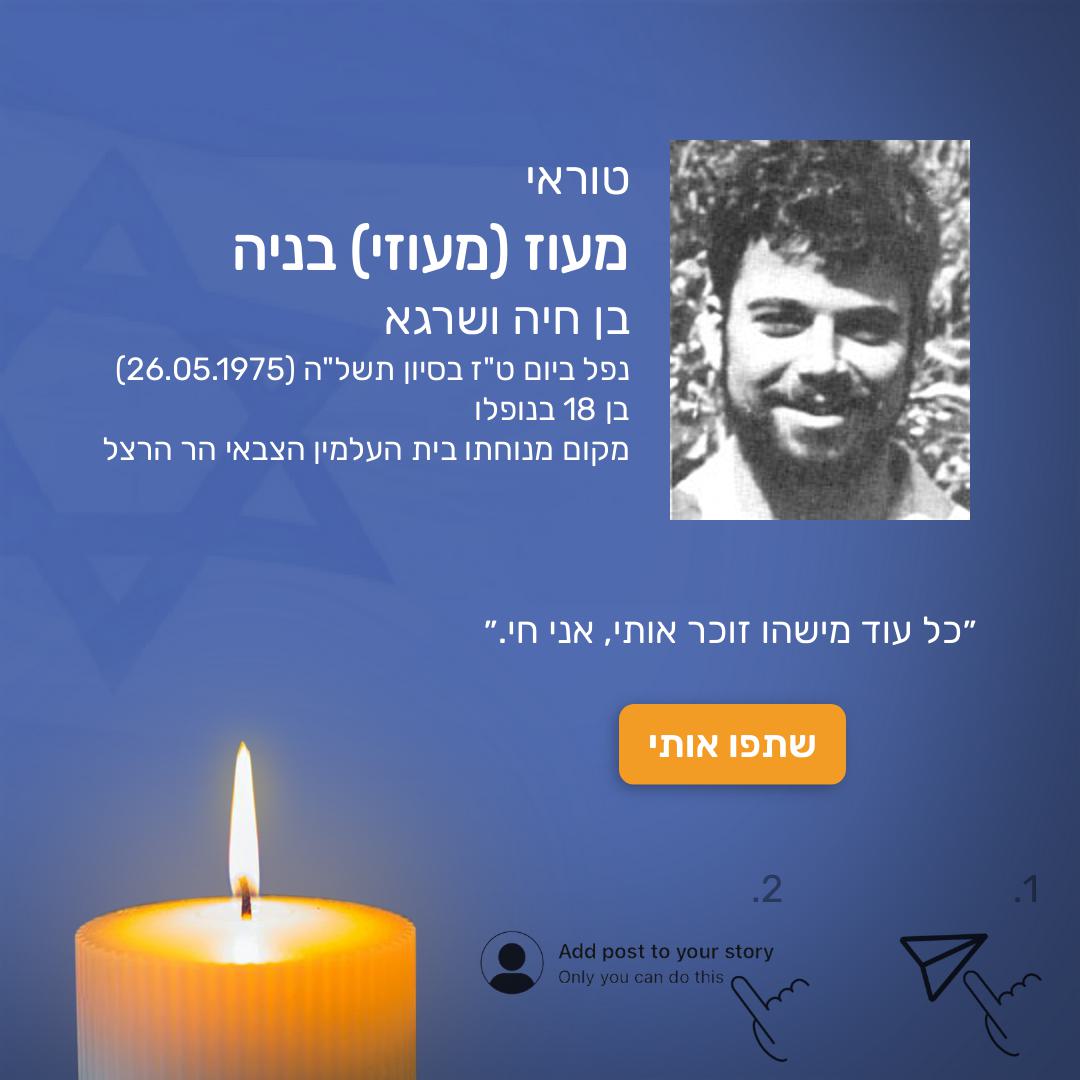 טוראי
מעוז (מעוזי) בניה
בן חיה ושרגא
נפל ביום ט"ז בסיון תשל"ה (26.05.1975)
בן 18 בנופלו
מקום מנוחתו בית העלמין הצבאי הר הרצל
״כל עוד מישהו זוכר אותי, אני חי.״
שתפו אותי
.1
.2
Add post to your story
Only you can do this